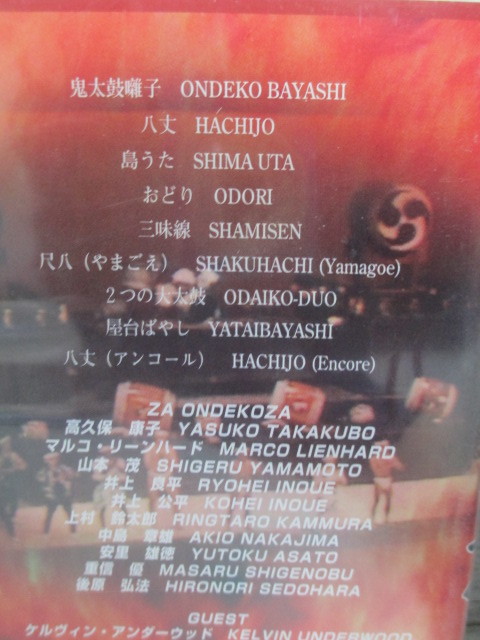 鬼太鼓囃子 ONDEKO BAYASHI
八丈 HACHIJO
島うた SHIMA UTA
おどり ODORI
三味線 SHAMISEN
尺八（やまごえ） SHAKUHACHI (Yamagoe)
2つの大太鼓 ODAIKO-DUO
屋台ばやし YATAIBAYASHI
八丈（アンコール） HACHIJO (Encore)
ZA ONDEKOZA
高久保 康子 YASUKO TAKAKUBO
マルコ・リーンハード MARCO LIENHARD
山本 茂 SHIGERU YAMAMOTO
井上 良平 RYOHEI INOUE
井上 公平 KOHEI INOUE
上村 鈴太郎 RINGTARO KAMMURA
中島 章雄 AKIO NAKAJIMA
安里 雄徳 YUTOKU ASATO
重信 優 MASARU SHIGENOBU
後原 弘法 HIRONORI SEDOHARA
GUEST
ケルヴィン・アンダーウッド KELVIN UNDERWOOD